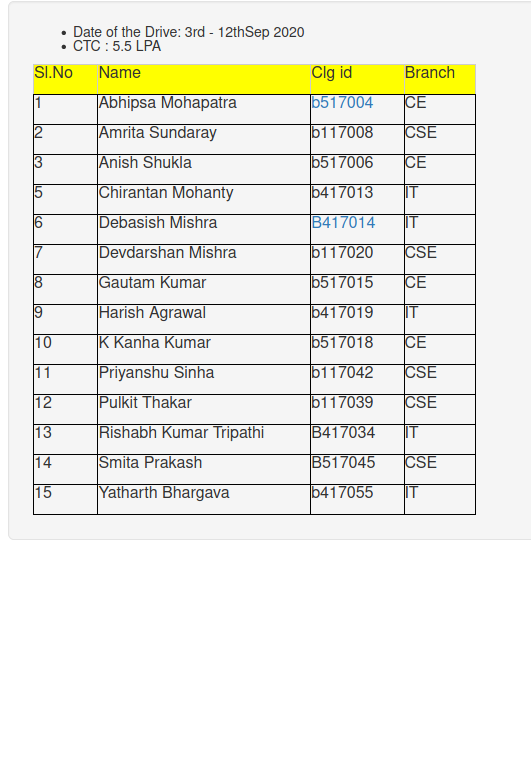 Date of the Drive: 3rd - 12thSep 2020
CTC : 5.5 LPA
Sl.No Name Clg id Branch
1 Abhipsa Mohapatra b517004 CE
2 Amrita Sundaray b117008 CSE
3 Anish Shukla b517006 CE
5 Chirantan Mohanty b417013 IT
6 Debasish Mishra B417014 IT
7 Devdarshan Mishra b117020 CSE
8 Gautam Kumar b517015 CE
9 Harish Agrawal b417019 IT
10 K Kanha Kumar b517018 CE
11 Priyanshu Sinha b117042 CSE
12 Pulkit Thakar b117039 CSE
13 Rishabh Kumar Tripathi B417034 IT
14 Smita Prakash B517045 CSE
15 Yatharth Bhargava b417055 IT